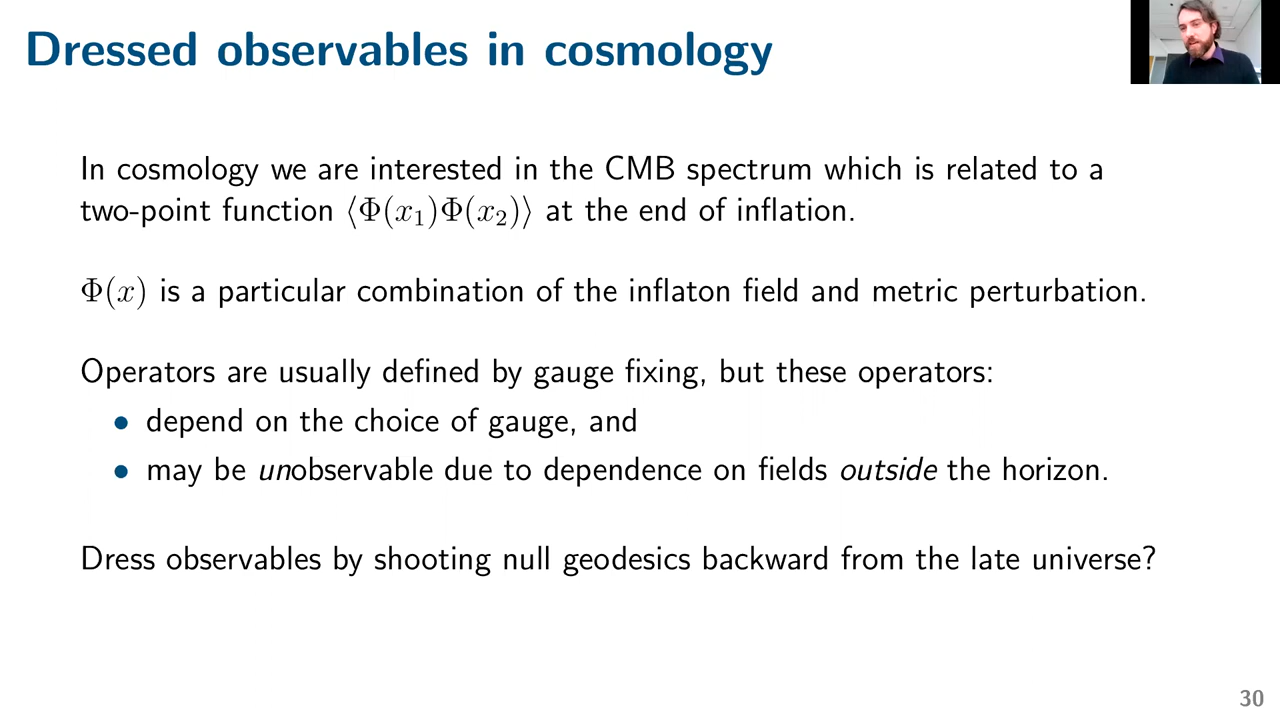 Dressed observables in cosmology
In cosmology we are interested in the CMB spectrum which is related to a
two-point function ⟨Φ(x₁)Φ(x₂)⟩ at the end of inflation.
Φ(x) is a particular combination of the inflaton field and metric perturbation.
Operators are usually defined by gauge fixing, but these operators:
• depend on the choice of gauge, and
• may be unobservable due to dependence on fields outside the horizon.
Dress observables by shooting null geodesics backward from the late universe?
30